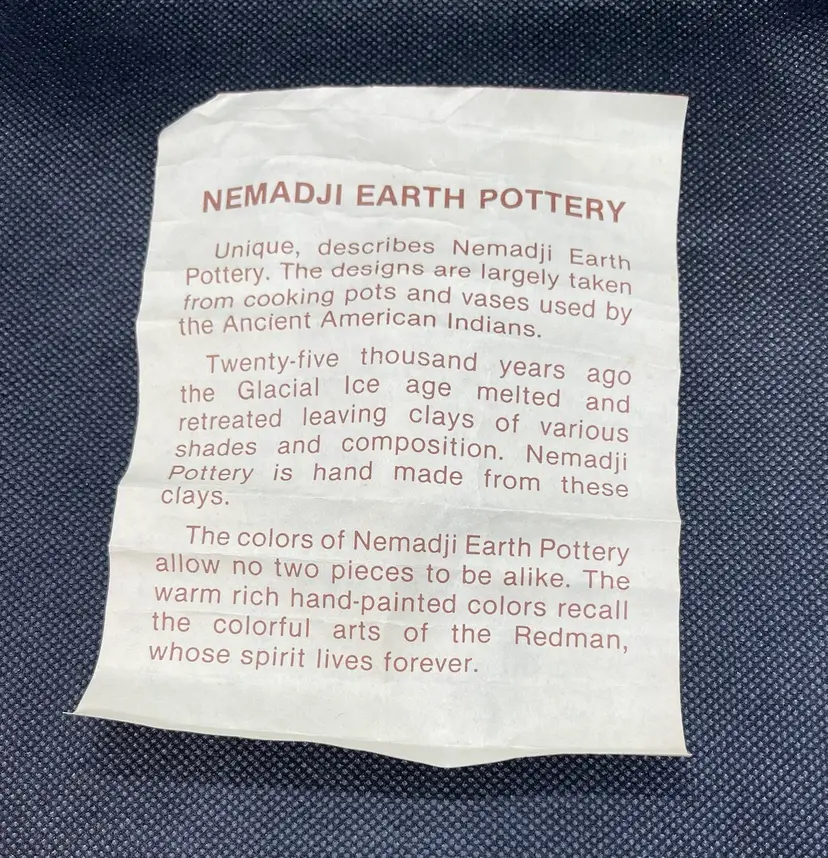 NEMADJI EARTH POTTERY
Unique, describes Nemadji Earth
Pottery. The designs are largely taken
from cooking pots and vases used by
the Ancient American Indians.
Twenty-five thousand years ago
the Glacial Ice age melted and
retreated leaving clays of various
shades and composition. Nemadji
Pottery is hand made from these
clays.
The colors of Nemadji Earth Pottery
allow no two pieces to be alike. The
warm rich hand-painted colors recall
the colorful arts of the Redman,
whose spirit lives forever.